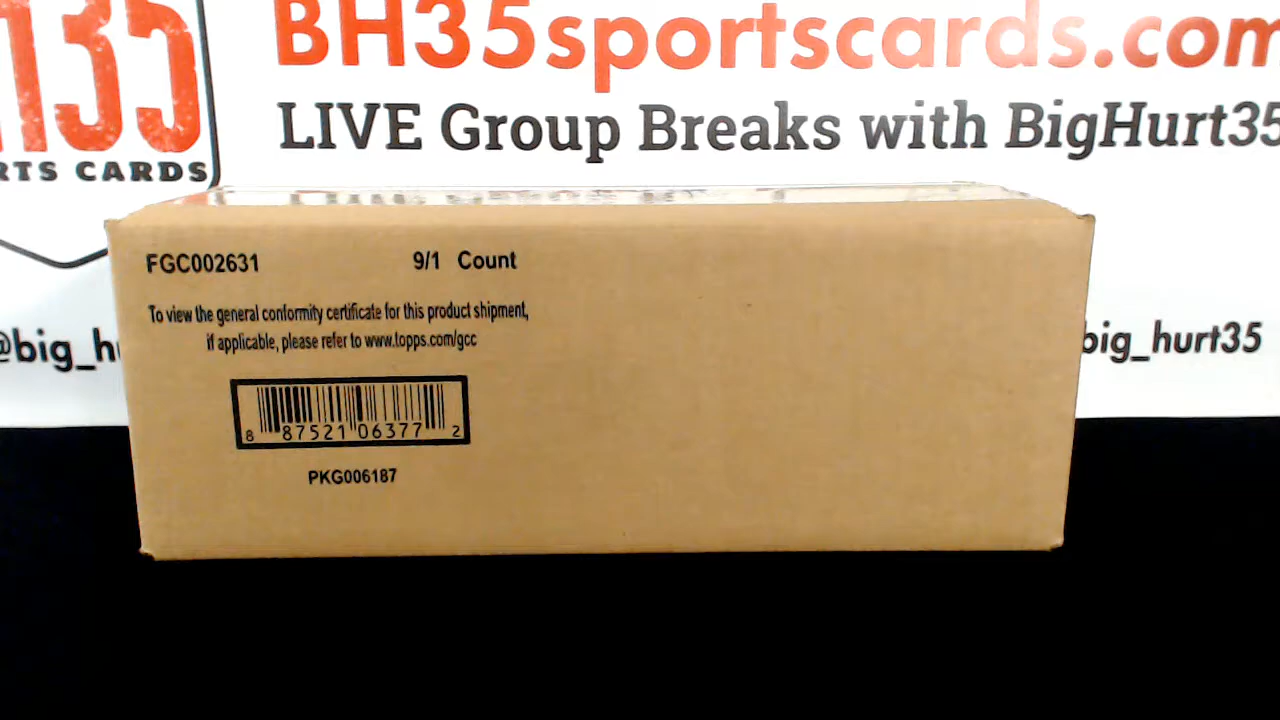 H35
RTS CARDS
BH35sportscards.com
LIVE Group Breaks with BigHurt35
@big_hu
big_hurt35
FGC002631 9/1 Count
To view the general conformity certificate for this product shipment,
if applicable, please refer to www.topps.com/gcc
8 87521 06377 2
PKG006187